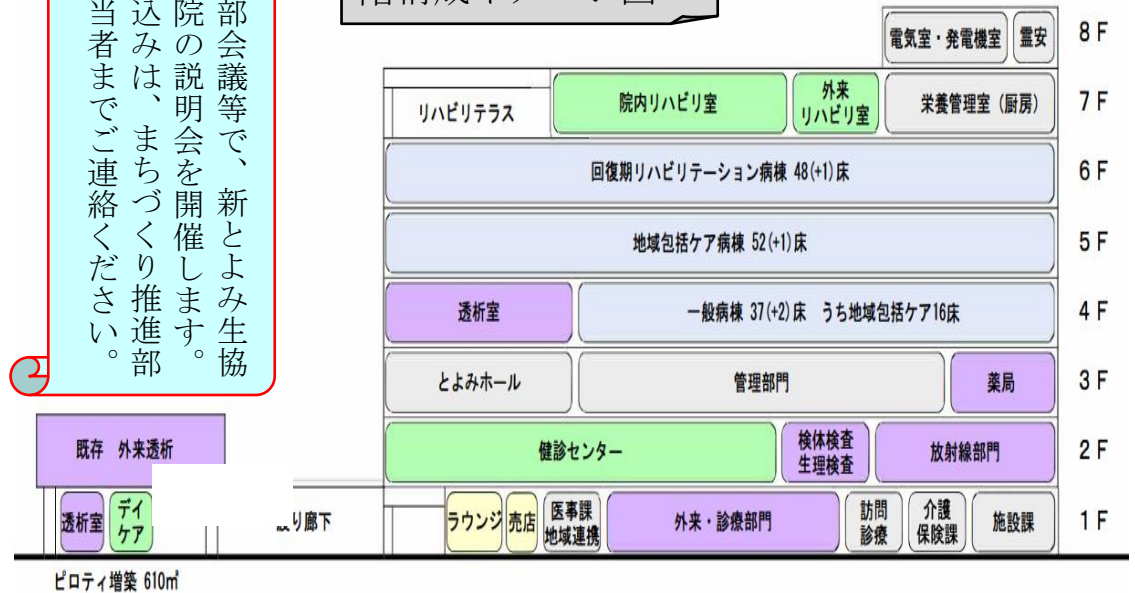 部会議等で、新とよみ生協
院の説明会を開催します。
込みは、まちづくり推進部
当者までご連絡ください。
電気室・発電機室 霊安 8F
リハビリテラス 院内リハビリ室 外来 リハビリ室 栄養管理室（厨房） 7F
回復期リハビリテーション病棟 48(+1)床 6F
地域包括ケア病棟 52(+1)床 5F
透析室 一般病棟 37(+2)床 うち地域包括ケア16床 4F
とよみホール 管理部門 薬局 3F
既存 外来透析 健診センター 検体検査 生理検査 放射線部門 2F
透析室 デイ ケア り廊下 ラウンジ 売店 医事課 地域連携 外来・診療部門 訪問 診療 介護 保険課 施設課 1F
ピロティ増築 610㎡